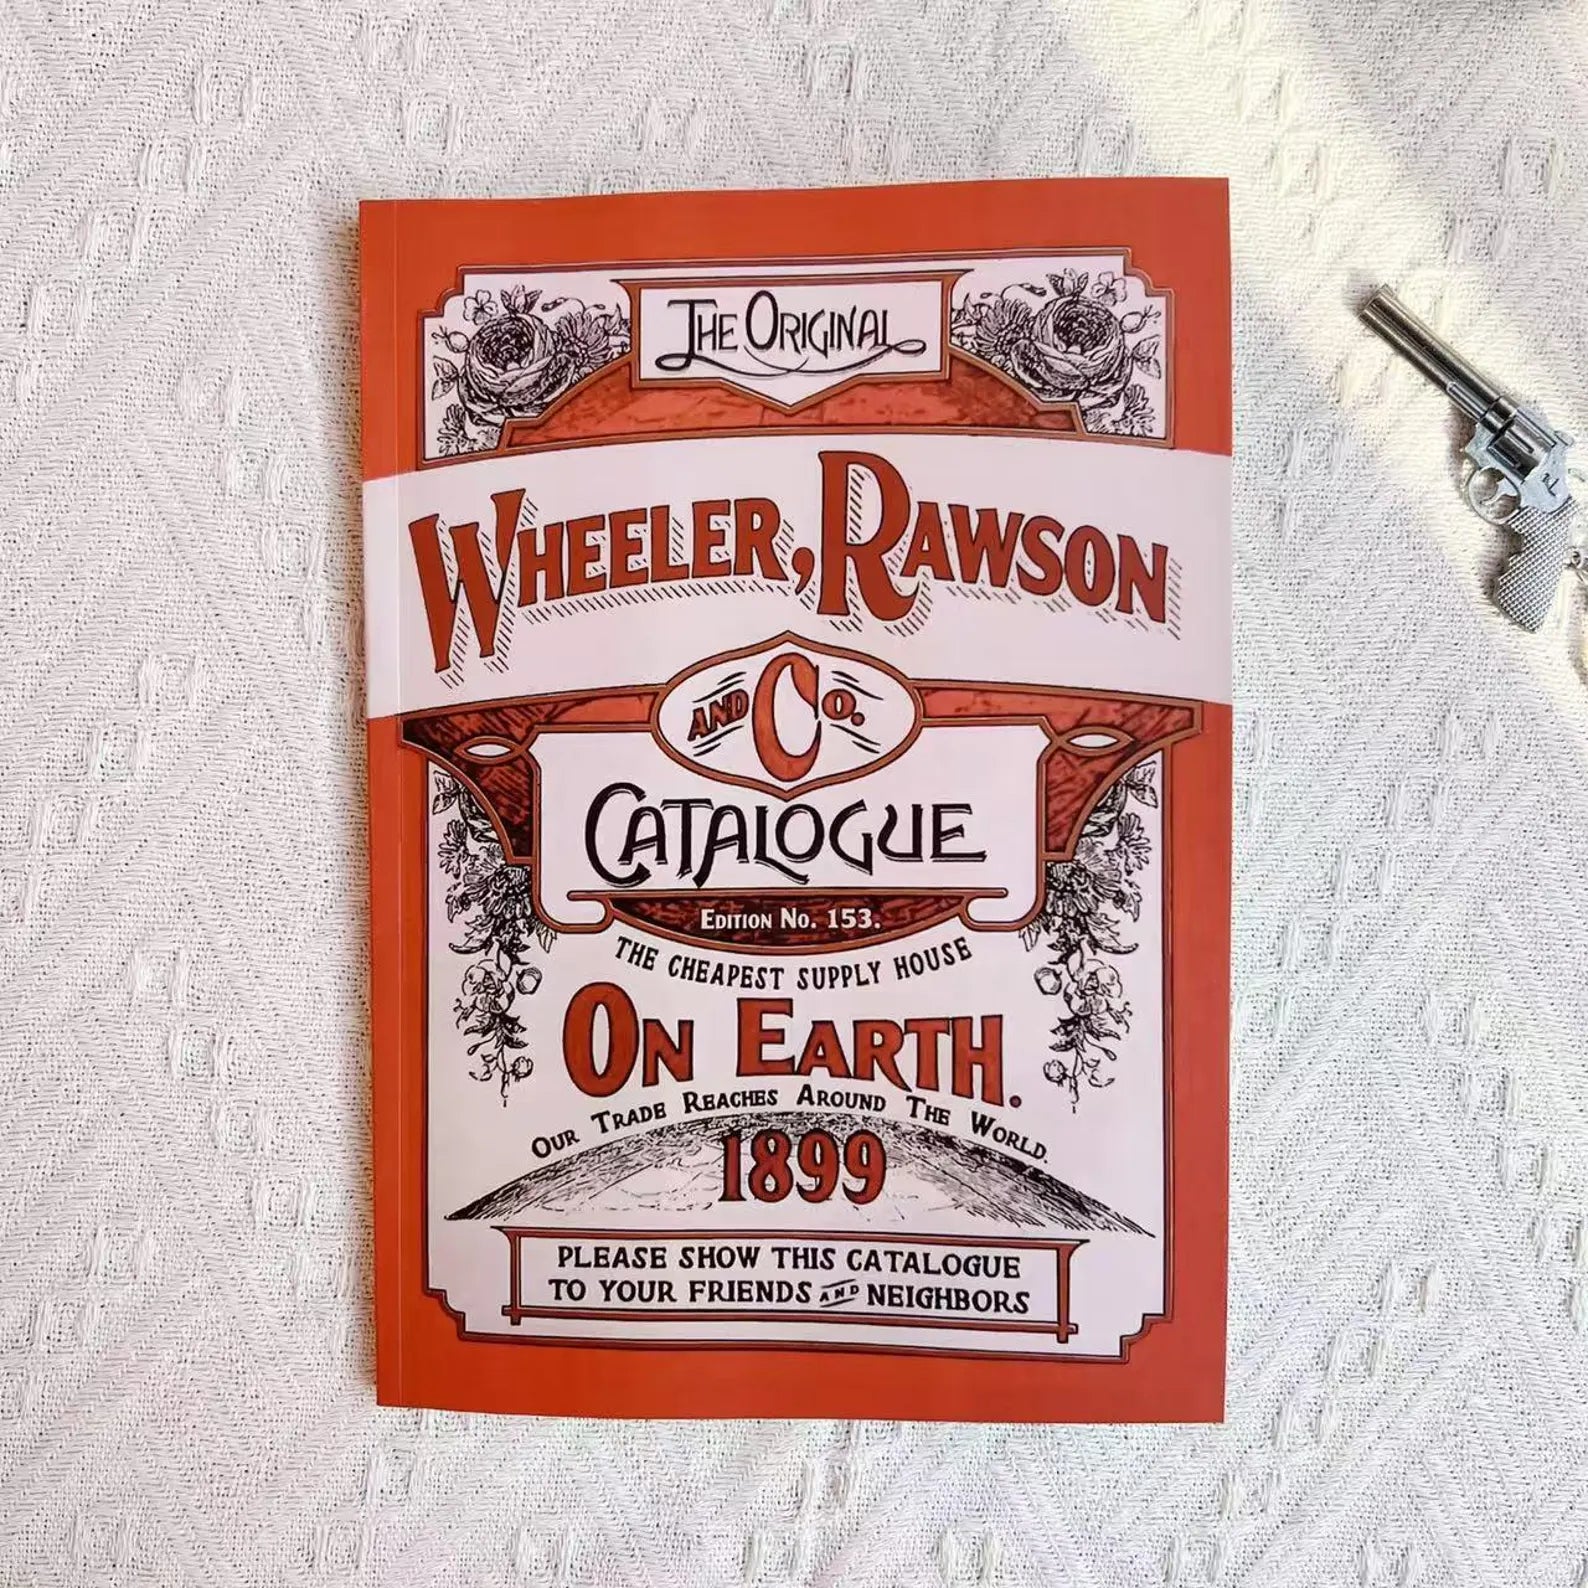 THE ORIGINAL
WHEELER, RAWSON
AND CO.
CATALOGUE
EDITION NO. 153.
THE CHEAPEST SUPPLY HOUSE
ON EARTH.
OUR TRADE REACHES AROUND THE WORLD.
1899
PLEASE SHOW THIS CATALOGUE
TO YOUR FRIENDS AND NEIGHBORS